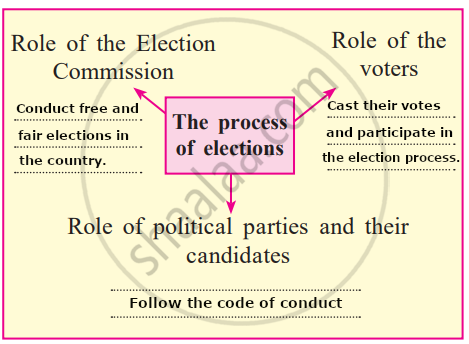 Role of the Election
Commission
Conduct free and
fair elections in
the country.
Role of the
voters
Cast their votes
and participate in
the election process.
The process
of elections
Role of political parties and their
candidates
Follow the code of conduct
shaalaa.com